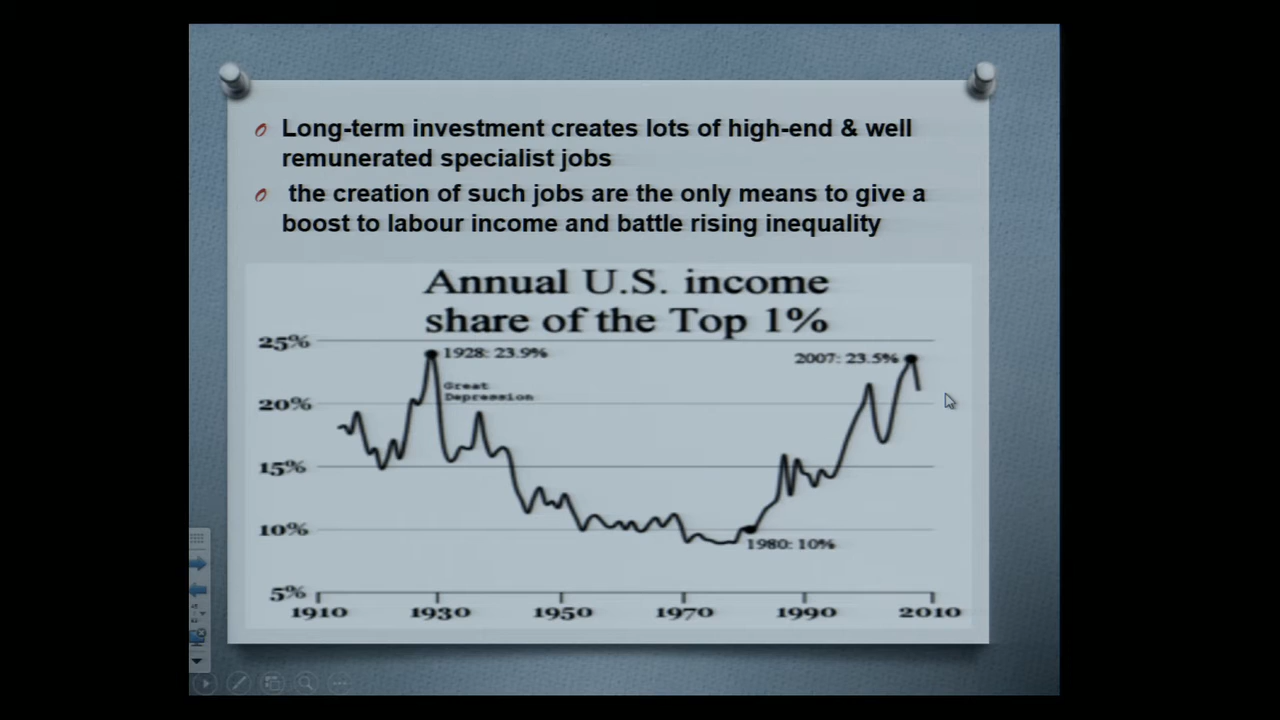 Long-term investment creates lots of high-end & well
remunerated specialist jobs
the creation of such jobs are the only means to give a
boost to labour income and battle rising inequality
Annual U.S. income
share of the Top 1%
25%
1928: 23.9%
2007: 23.5%
Great
Depression
20%
15%
10%
1980: 10%
5%
1910 1930 1950 1970 1990 2010